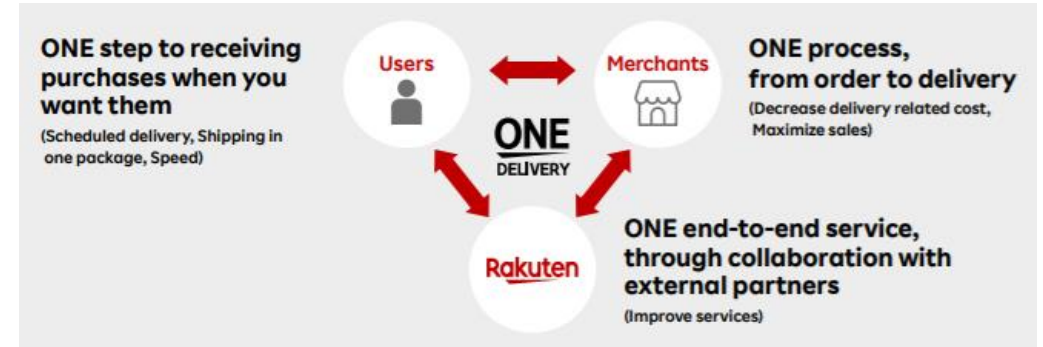 ONE step to receiving
purchases when you
want them
(Scheduled delivery, Shipping in
one package, Speed)
Users
Merchants
ONE
DELIVERY
ONE process,
from order to delivery
(Decrease delivery related cost,
Maximize sales)
Rakuten
ONE end-to-end service,
through collaboration with
external partners
(Improve services)